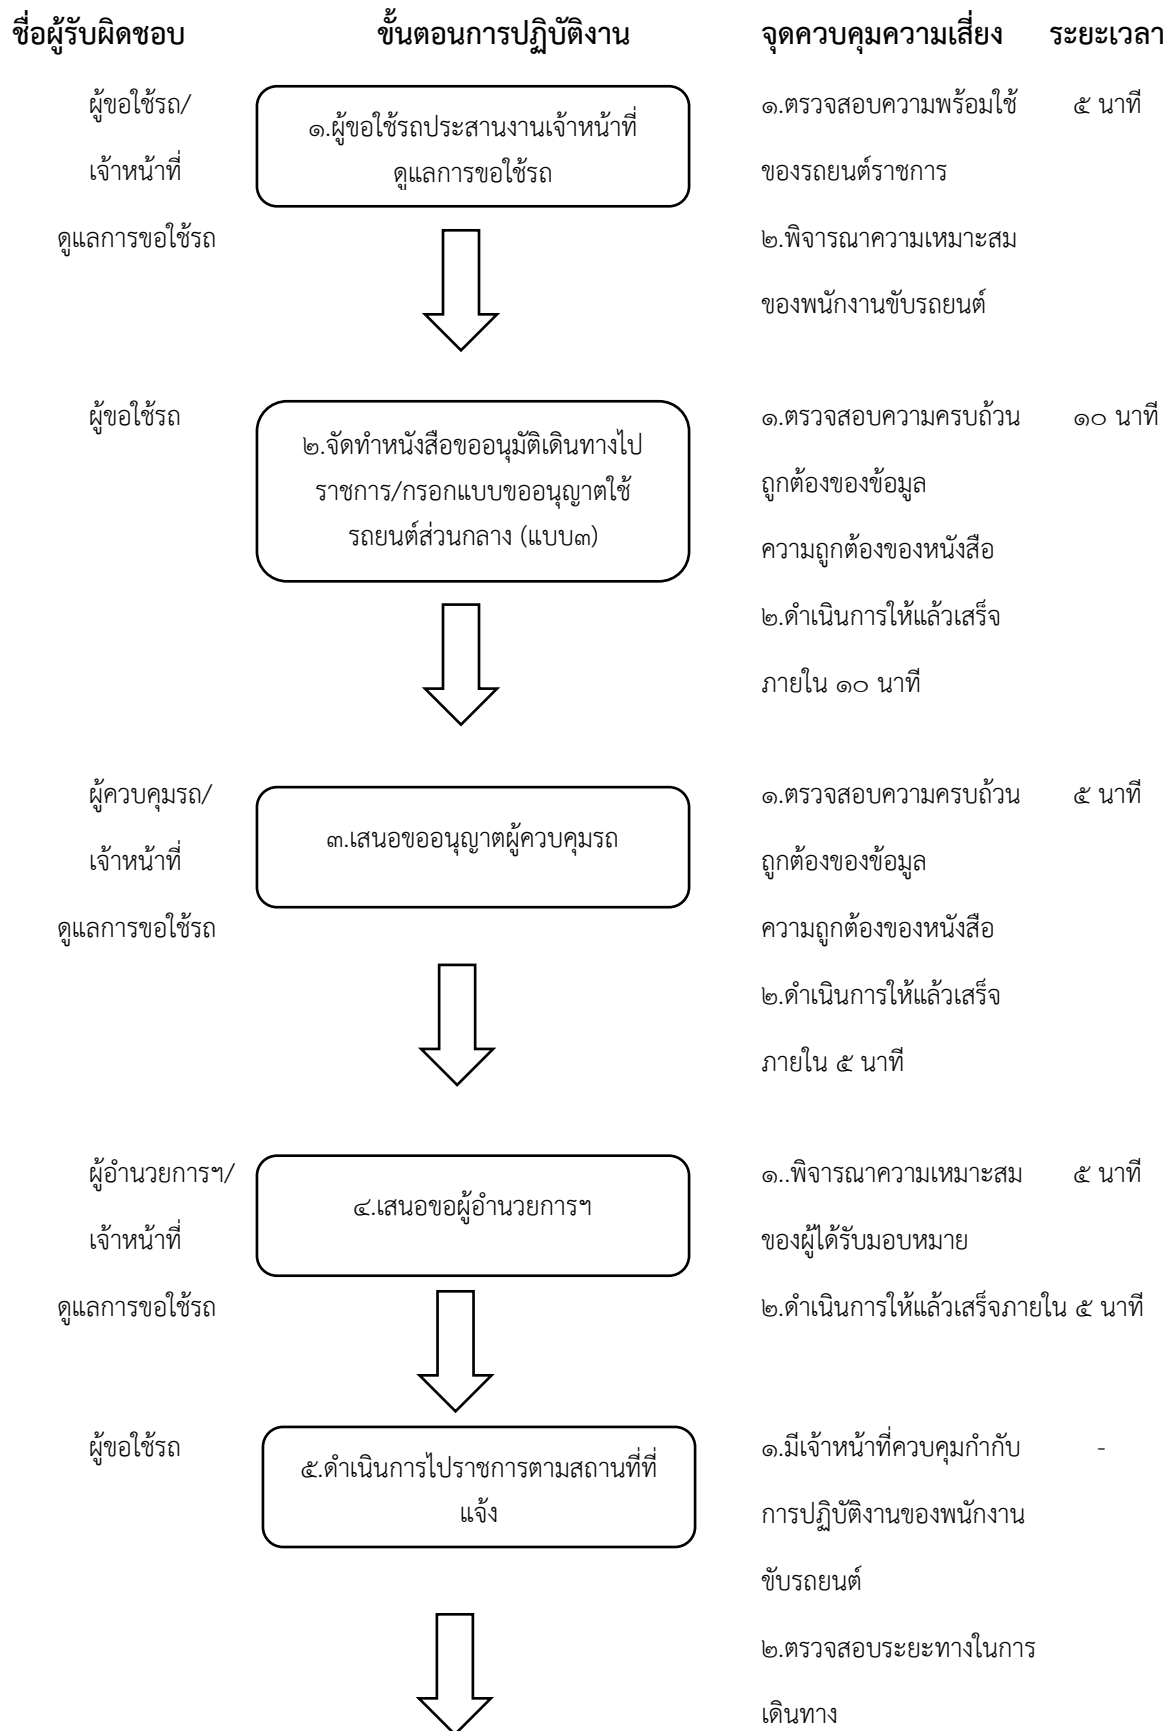 ชื่อผู้รับผิดชอบ ขั้นตอนการปฏิบัติงาน จุดควบคุมความเสี่ยง ระยะเวลา
ผู้ขอใช้รถ/
เจ้าหน้าที่
ดูแลการขอใช้รถ
๑.ผู้ขอใช้รถประสานงานเจ้าหน้าที่
ดูแลการขอใช้รถ
๑.ตรวจสอบความพร้อมใช้ ๕ นาที
ของรถยนต์ราชการ
๒.พิจารณาความเหมาะสม
ของพนักงานขับรถยนต์
ผู้ขอใช้รถ
๒.จัดทำหนังสือขออนุมัติเดินทางไป
ราชการ/กรอกแบบขออนุญาตใช้
รถยนต์ส่วนกลาง (แบบ๓)
๑.ตรวจสอบความครบถ้วน ๑๐ นาที
ถูกต้องของข้อมูล
ความถูกต้องของหนังสือ
๒.ดำเนินการให้แล้วเสร็จ
ภายใน ๑๐ นาที
ผู้ควบคุมรถ/
เจ้าหน้าที่
ดูแลการขอใช้รถ
๓.เสนอขออนุญาตผู้ควบคุมรถ
๑.ตรวจสอบความครบถ้วน ๕ นาที
ถูกต้องของข้อมูล
ความถูกต้องของหนังสือ
๒.ดำเนินการให้แล้วเสร็จ
ภายใน ๕ นาที
ผู้อำนวยการฯ/
เจ้าหน้าที่
ดูแลการขอใช้รถ
๔.เสนอขอผู้อำนวยการฯ
๑..พิจารณาความเหมาะสม ๕ นาที
ของผู้ได้รับมอบหมาย
๒.ดำเนินการให้แล้วเสร็จภายใน ๕ นาที
ผู้ขอใช้รถ
๕.ดำเนินการไปราชการตามสถานที่ที่
แจ้ง
๑.มีเจ้าหน้าที่ควบคุมกำกับ -
การปฏิบัติงานของพนักงาน
ขับรถยนต์
๒.ตรวจสอบระยะทางในการ
เดินทาง